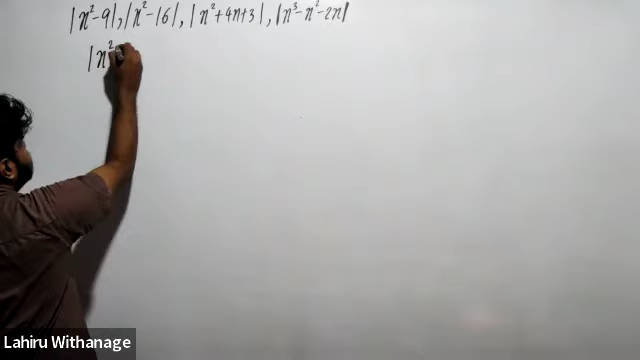 |x²-9|, |x²-16|, |x²+4x+3|, |x³-x²-2x|
|x²
Lahiru Withanage